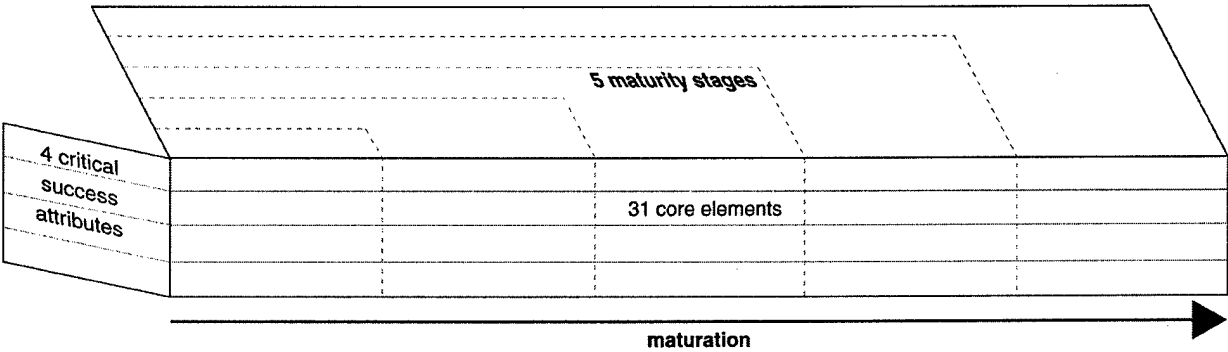 5 maturity stages
4 critical
success
attributes
31 core elements
maturation